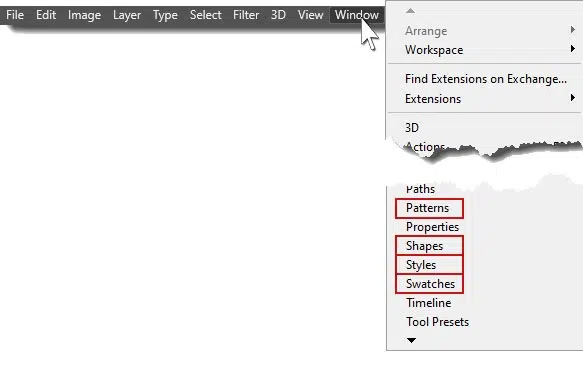 File Edit Image Layer Type Select Filter 3D View Window
Arrange
Workspace
Find Extensions on Exchange...
Extensions
3D
Actions
Paths
Patterns
Properties
Shapes
Styles
Swatches
Timeline
Tool Presets